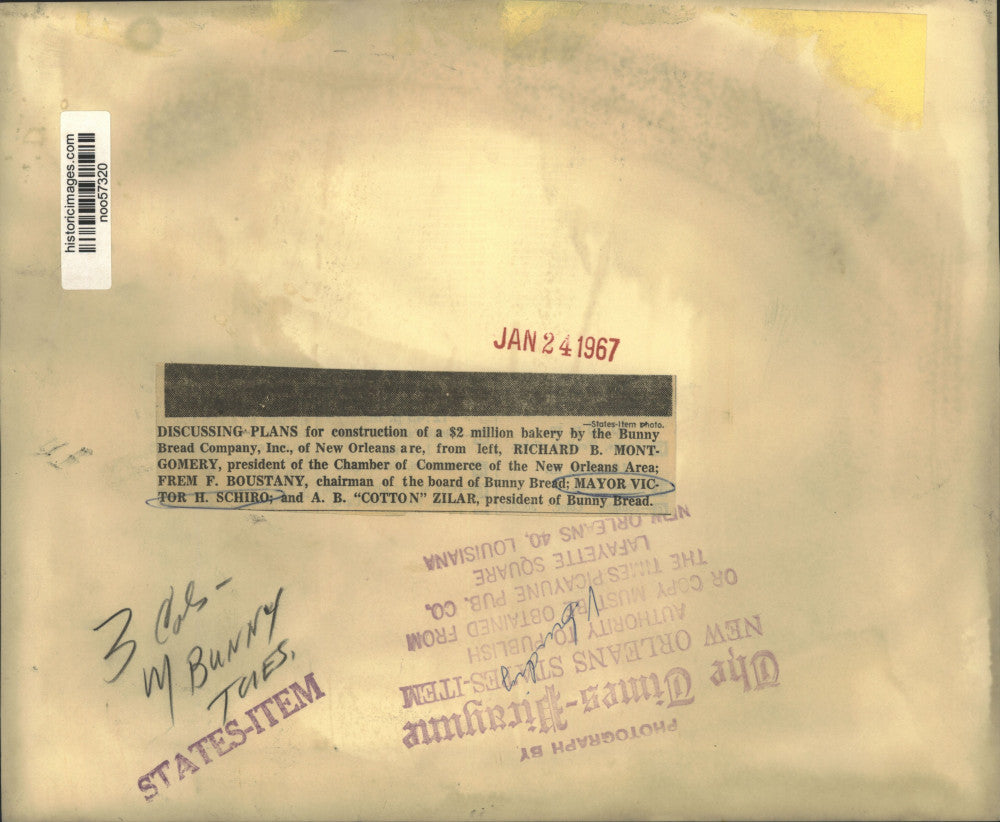 historicimages.com
noo57320
JAN 24 1967
—States-Item photo.
DISCUSSING PLANS for construction of a $2 million bakery by the Bunny
Bread Company, Inc., of New Orleans are, from left, RICHARD B. MONT-
GOMERY, president of the Chamber of Commerce of the New Orleans Area;
FREM F. BOUSTANY, chairman of the board of Bunny Bread; MAYOR VIC-
TOR H. SCHIRO; and A. B. "COTTON" ZILAR, president of Bunny Bread.
3 Cols -
M BUNNY
TUES.
STATES-ITEM
PHOTOGRAPH BY
The Times-Picayune
NEW ORLEANS STATES-ITEM
AUTHORITY TO PUBLISH
OR COPY MUST BE OBTAINED FROM
THE TIMES PICAYUNE PUB. CO.
LAFAYETTE SQUARE
NEW ORLEANS 40, LOUISIANA